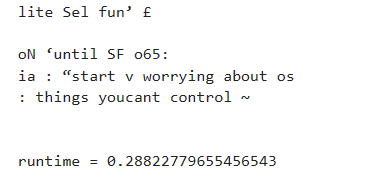 lite Sel fun’ £
oN ‘until SF o65:
ia : “start v worrying about os
: things youcant control ~
runtime = 0.28822779655456543